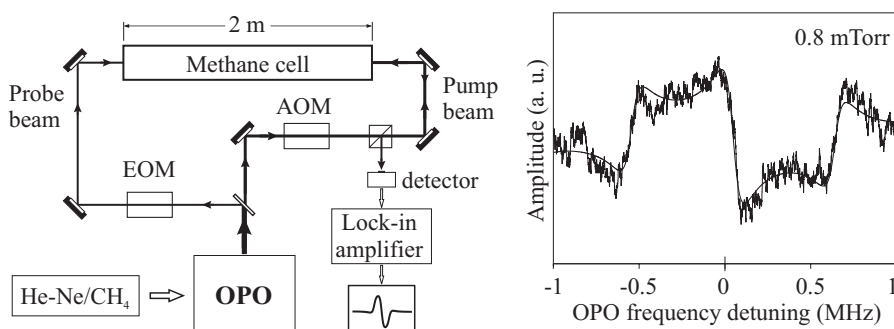 2 m
Methane cell
Probe
beam
Pump
beam
AOM
EOM
detector
Lock-in
amplifier
He-Ne/CH₄
OPO
0.8 mTorr
Amplitude (a. u.)
-1
-0.5
0
0.5
1
OPO frequency detuning (MHz)